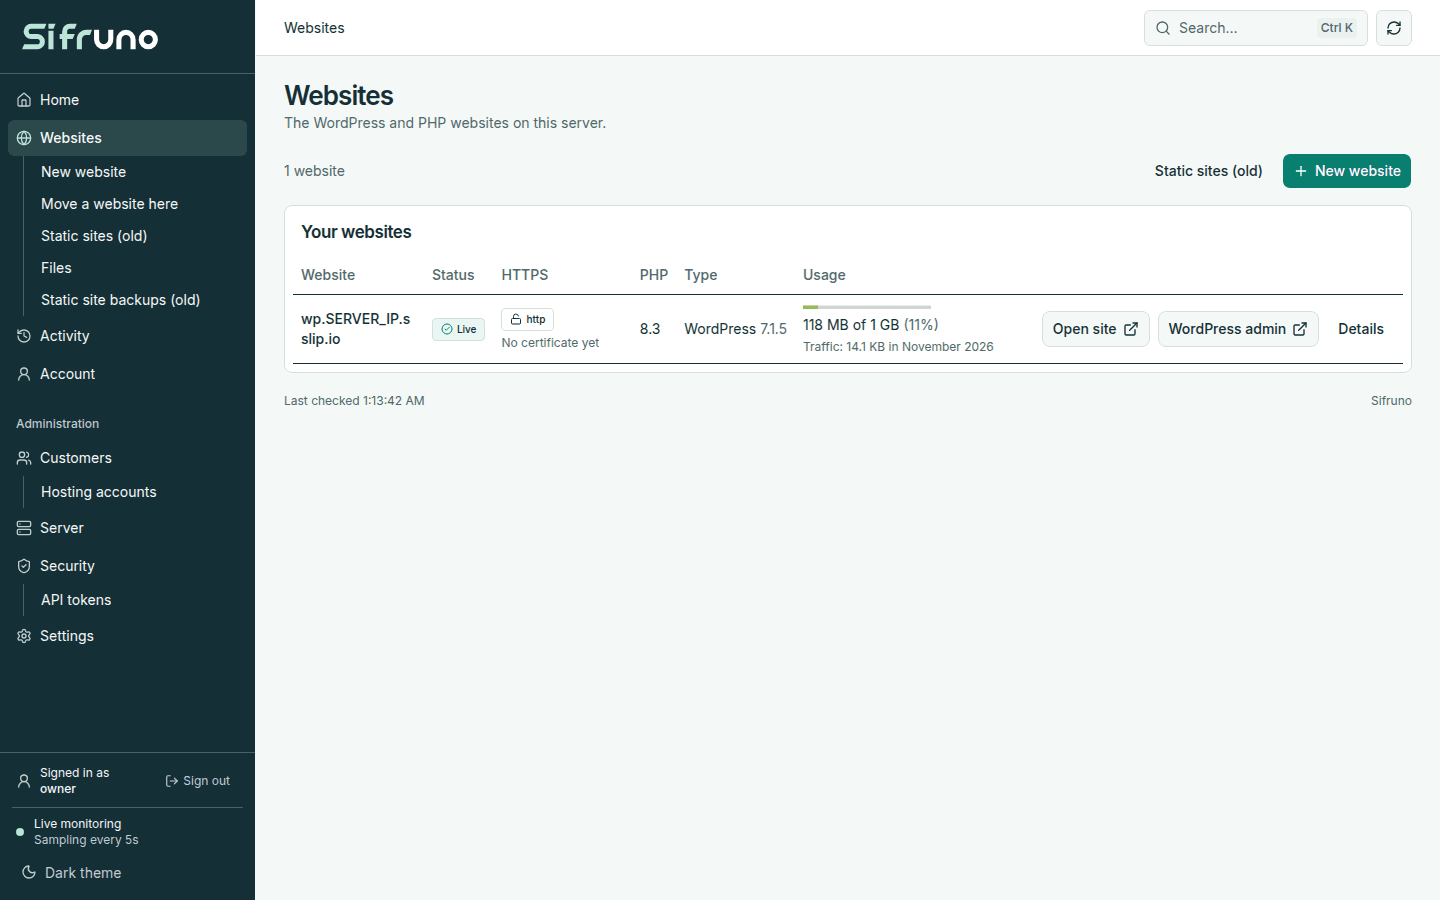 Sifruno
Home
Websites
New website
Move a website here
Static sites (old)
Files
Static site backups (old)
Activity
Account
Administration
Customers
Hosting accounts
Server
Security
API tokens
Settings
Signed in as
owner
Sign out
Live monitoring
Sampling every 5s
Dark theme
Websites
Search...
Ctrl K
Websites
The WordPress and PHP websites on this server.
1 website
Static sites (old)
New website
Your websites
Website Status HTTPS PHP Type Usage
wp.SERVER_IP.s
slip.io
Live
http
No certificate yet
8.3
WordPress 7.1.5
118 MB of 1 GB (11%)
Traffic: 14.1 KB in November 2026
Open site
WordPress admin
Details
Last checked 1:13:42 AM
Sifruno